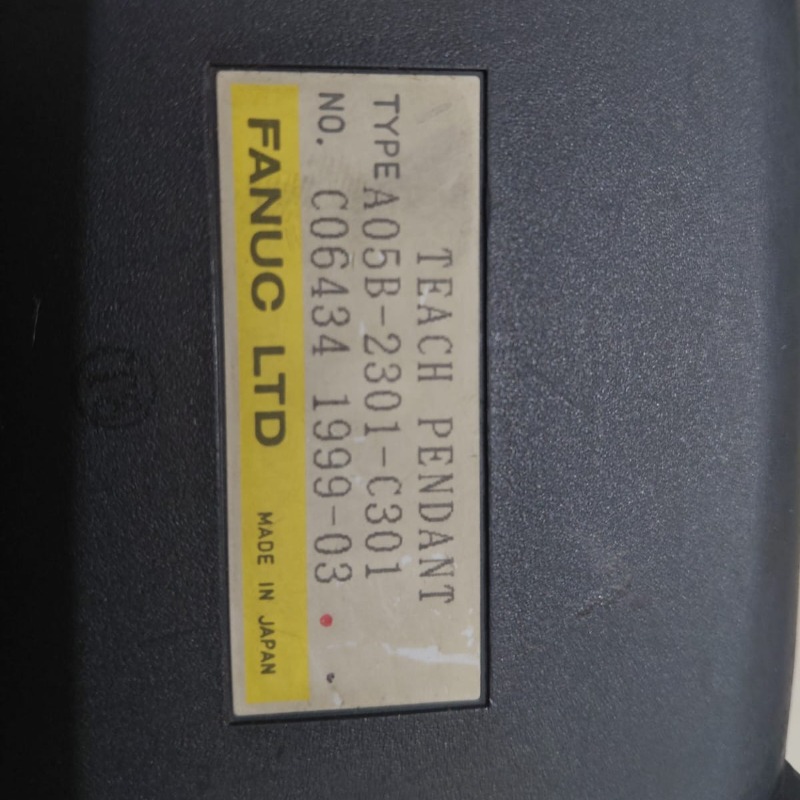 TEACH PENDANT
TYPE A05B-2301-C301
NO. C06434 1999-03
FANUC LTD MADE IN JAPAN